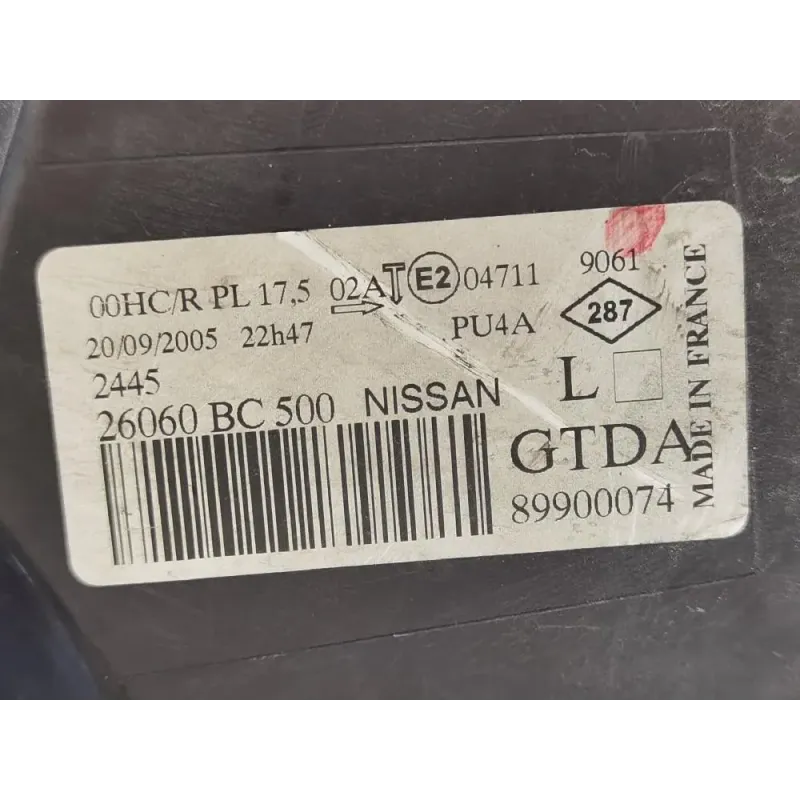 00HC/R PL 17,5 02A E2 04711 9061
20/09/2005 22h47 PU4A 287
2445 L
26060 BC 500 NISSAN
GTDA
89900074
MADE IN FRANCE